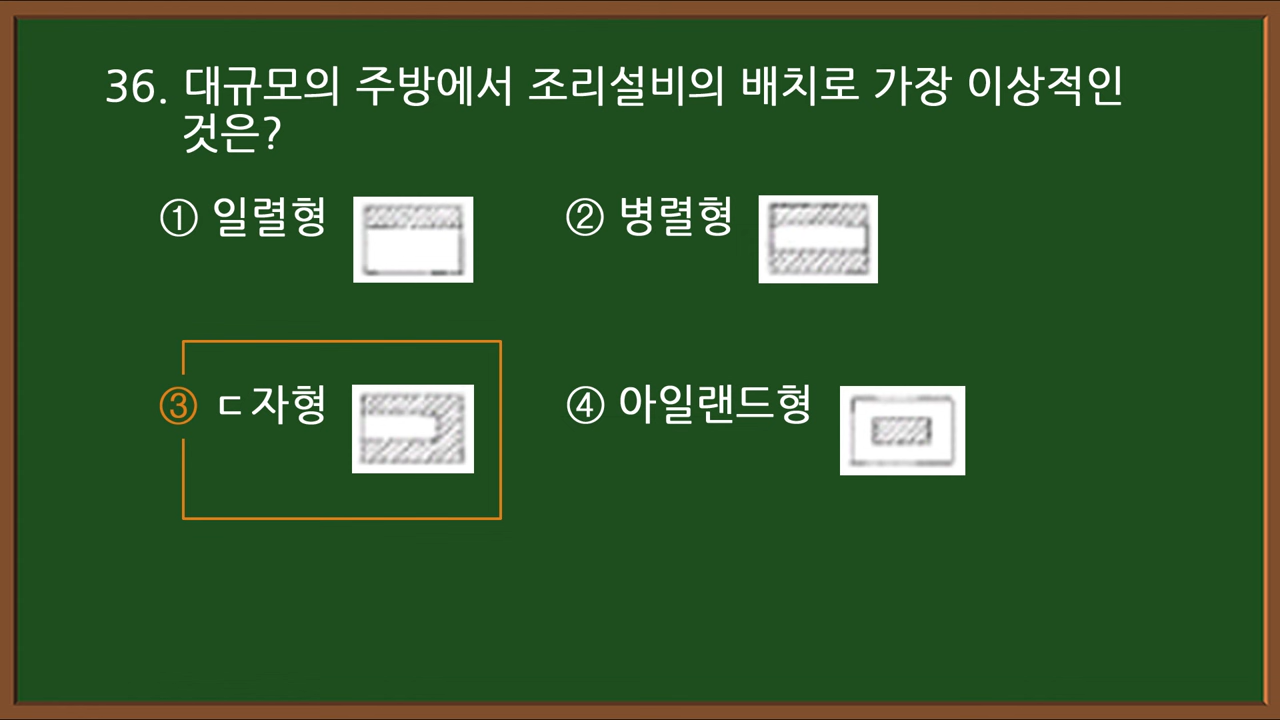 36. 대규모의 주방에서 조리설비의 배치로 가장 이상적인
것은?
① 일렬형 ② 병렬형
③ ㄷ자형 ④ 아일랜드형